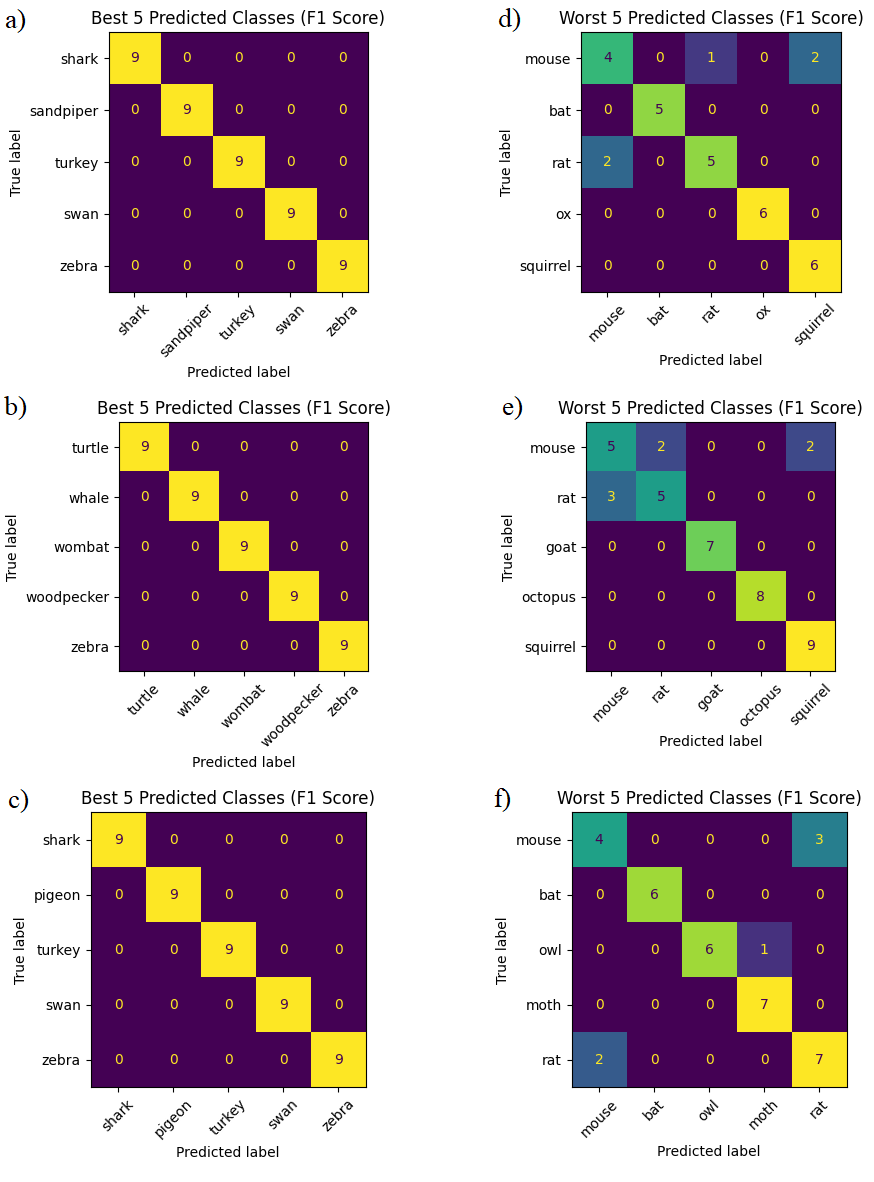 a)
Best 5 Predicted Classes (F1 Score)
True label
shark 9 0 0 0 0
sandpiper 0 9 0 0 0
turkey 0 0 9 0 0
swan 0 0 0 9 0
zebra 0 0 0 0 9
shark sandpiper turkey swan zebra
Predicted label
d)
Worst 5 Predicted Classes (F1 Score)
True label
mouse 4 0 1 0 2
bat 0 5 0 0 0
rat 2 0 5 0 0
ox 0 0 0 6 0
squirrel 0 0 0 0 6
mouse bat rat ox squirrel
Predicted label
b)
Best 5 Predicted Classes (F1 Score)
True label
turtle 9 0 0 0 0
whale 0 9 0 0 0
wombat 0 0 9 0 0
woodpecker 0 0 0 9 0
zebra 0 0 0 0 9
turtle whale wombat woodpecker zebra
Predicted label
e)
Worst 5 Predicted Classes (F1 Score)
True label
mouse 5 2 0 0 2
rat 3 5 0 0 0
goat 0 0 7 0 0
octopus 0 0 0 8 0
squirrel 0 0 0 0 9
mouse rat goat octopus squirrel
Predicted label
c)
Best 5 Predicted Classes (F1 Score)
True label
shark 9 0 0 0 0
pigeon 0 9 0 0 0
turkey 0 0 9 0 0
swan 0 0 0 9 0
zebra 0 0 0 0 9
shark pigeon turkey swan zebra
Predicted label
f)
Worst 5 Predicted Classes (F1 Score)
True label
mouse 4 0 0 0 3
bat 0 6 0 0 0
owl 0 0 6 1 0
moth 0 0 0 7 0
rat 2 0 0 0 7
mouse bat owl moth rat
Predicted label